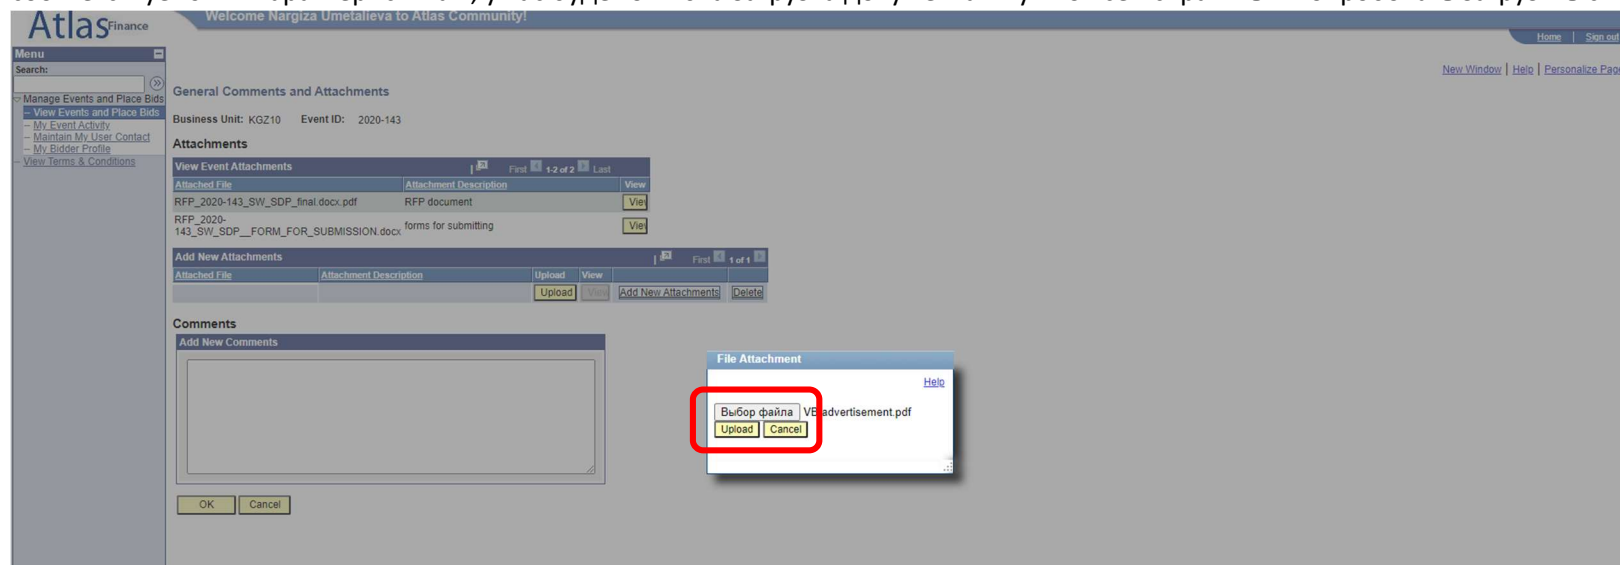 Welcome Nargiza Umetalieva to Atlas Community!
Atlas Finance
Home | Sign out
Menu
Search:
New Window | Help | Personalize Page
Manage Events and Place Bids
– View Events and Place Bids
– My Event Activity
– Maintain My User Contact
– My Bidder Profile
– View Terms & Conditions
General Comments and Attachments
Business Unit: KGZ10 Event ID: 2020-143
Attachments
View Event Attachments First 1-2 of 2 Last
Attached File Attachment Description View
RFP_2020-143_SW_SDP_final.docx.pdf RFP document View
RFP_2020-
143_SW_SDP__FORM_FOR_SUBMISSION.docx forms for submitting View
Add New Attachments First 1 of 1
Attached File Attachment Description Upload View
Upload View Add New Attachments Delete
Comments
Add New Comments
OK Cancel
File Attachment
Help
Выбор файла advertisement.pdf
Upload Cancel